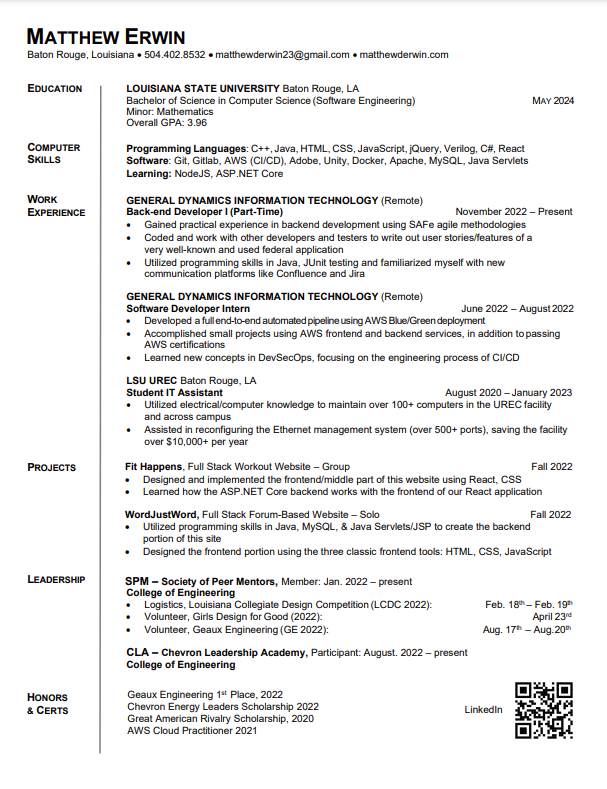 MATTHEW ERWIN
Baton Rouge, Louisiana • 504.402.8532 • matthewderwin23@gmail.com • matthewderwin.com
EDUCATION
LOUISIANA STATE UNIVERSITY Baton Rouge, LA
Bachelor of Science in Computer Science (Software Engineering) MAY 2024
Minor: Mathematics
Overall GPA: 3.96
COMPUTER SKILLS
Programming Languages: C++, Java, HTML, CSS, JavaScript, jQuery, Verilog, C#, React
Software: Git, Gitlab, AWS (CI/CD), Adobe, Unity, Docker, Apache, MySQL, Java Servlets
Learning: NodeJS, ASP.NET Core
WORK EXPERIENCE
GENERAL DYNAMICS INFORMATION TECHNOLOGY (Remote)
Back-end Developer I (Part-Time) November 2022 – Present
• Gained practical experience in backend development using SAFe agile methodologies
• Coded and work with other developers and testers to write out user stories/features of a
very well-known and used federal application
• Utilized programming skills in Java, JUnit testing and familiarized myself with new
communication platforms like Confluence and Jira
GENERAL DYNAMICS INFORMATION TECHNOLOGY (Remote)
Software Developer Intern June 2022 – August 2022
• Developed a full end-to-end automated pipeline using AWS Blue/Green deployment
• Accomplished small projects using AWS frontend and backend services, in addition to passing
AWS certifications
• Learned new concepts in DevSecOps, focusing on the engineering process of CI/CD
LSU UREC Baton Rouge, LA
Student IT Assistant August 2020 – January 2023
• Utilized electrical/computer knowledge to maintain over 100+ computers in the UREC facility
and across campus
• Assisted in reconfiguring the Ethernet management system (over 500+ ports), saving the facility
over $10,000+ per year
PROJECTS
Fit Happens, Full Stack Workout Website – Group Fall 2022
• Designed and implemented the frontend/middle part of this website using React, CSS
• Learned how the ASP.NET Core backend works with the frontend of our React application
WordJustWord, Full Stack Forum-Based Website – Solo Fall 2022
• Utilized programming skills in Java, MySQL, & Java Servlets/JSP to create the backend
portion of this site
• Designed the frontend portion using the three classic frontend tools: HTML, CSS, JavaScript
LEADERSHIP
SPM – Society of Peer Mentors, Member: Jan. 2022 – present
College of Engineering
• Logistics, Louisiana Collegiate Design Competition (LCDC 2022): Feb. 18th – Feb. 19th
• Volunteer, Girls Design for Good (2022): April 23rd
• Volunteer, Geaux Engineering (GE 2022): Aug. 17th – Aug.20th
CLA – Chevron Leadership Academy, Participant: August. 2022 – present
College of Engineering
HONORS & CERTS
Geaux Engineering 1st Place, 2022
Chevron Energy Leaders Scholarship 2022
Great American Rivalry Scholarship, 2020
AWS Cloud Practitioner 2021
LinkedIn